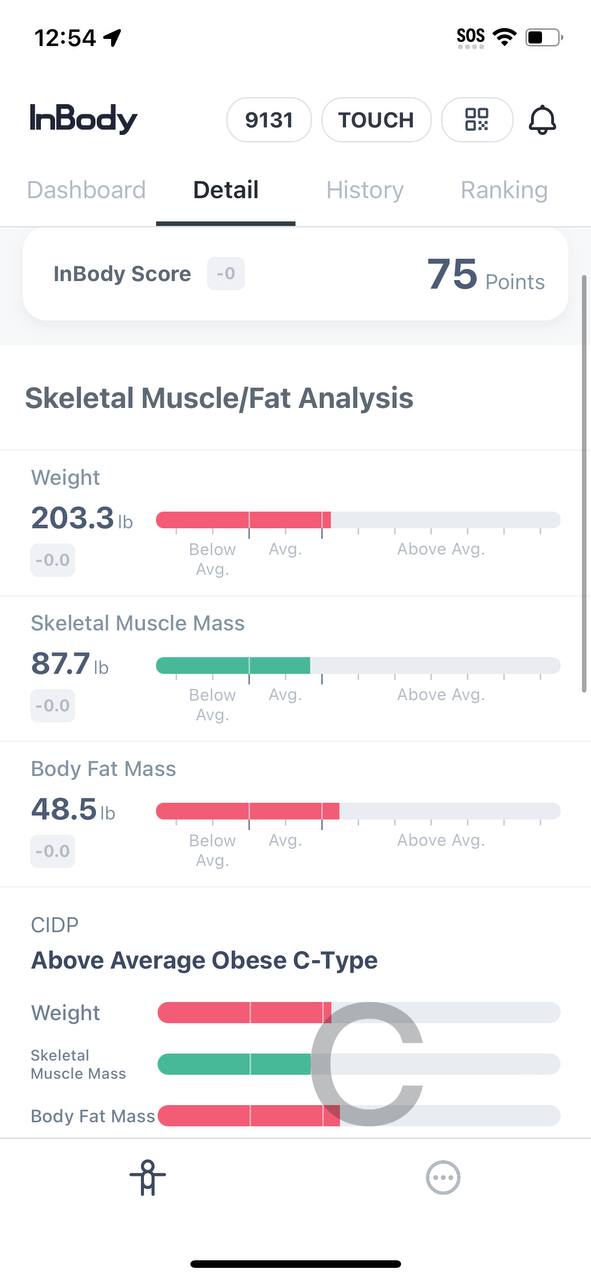 12:54 SOS
InBody 9131 TOUCH
Dashboard Detail History Ranking
InBody Score -0 75 Points
Skeletal Muscle/Fat Analysis
Weight
203.3 lb
-0.0
Below Avg. Avg. Above Avg.
Skeletal Muscle Mass
87.7 lb
-0.0
Below Avg. Avg. Above Avg.
Body Fat Mass
48.5 lb
-0.0
Below Avg. Avg. Above Avg.
CIDP
Above Average Obese C-Type
Weight
Skeletal
Muscle Mass
C
Body Fat Mass